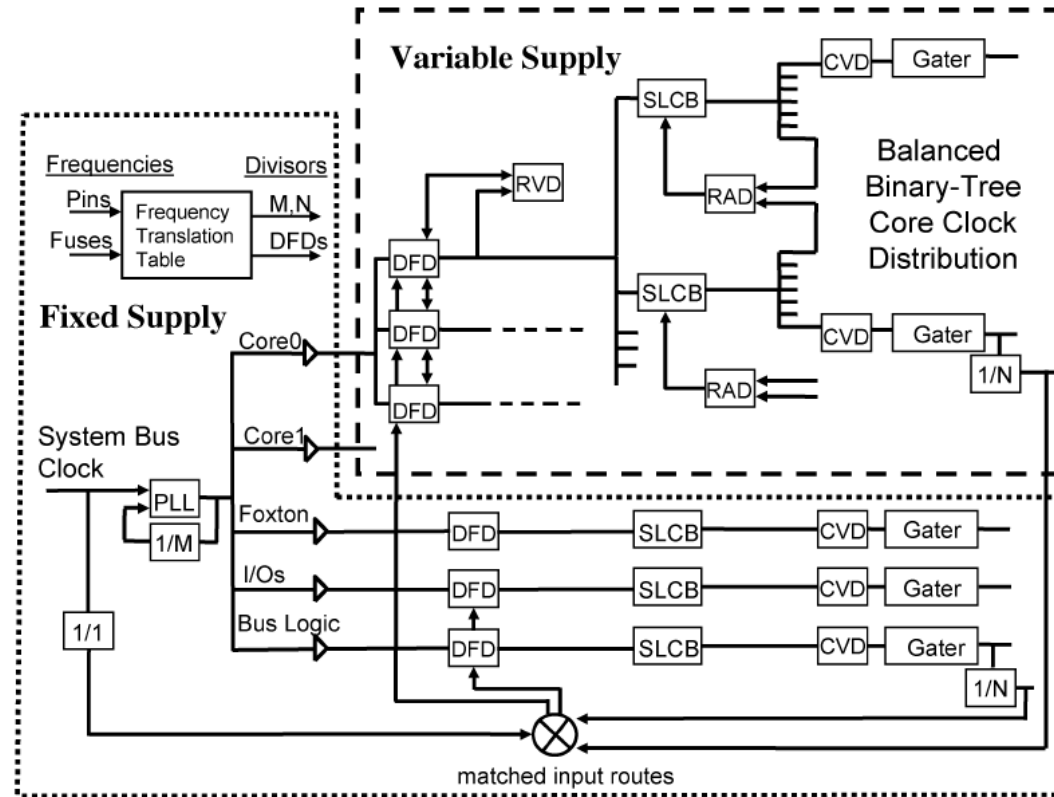 Variable Supply
CVD
Gater
SLCB
Balanced
Binary-Tree
Core Clock
Distribution
RAD
RVD
Frequencies
Divisors
Pins
Fuses
Frequency
Translation
Table
M,N
DFDs
DFD
SLCB
Fixed Supply
DFD
CVD
Gater
Core0
1/N
DFD
RAD
System Bus
Clock
Core1
PLL
1/M
Foxton
DFD
SLCB
CVD
Gater
I/Os
DFD
SLCB
CVD
Gater
1/1
Bus Logic
DFD
SLCB
CVD
Gater
1/N
matched input routes